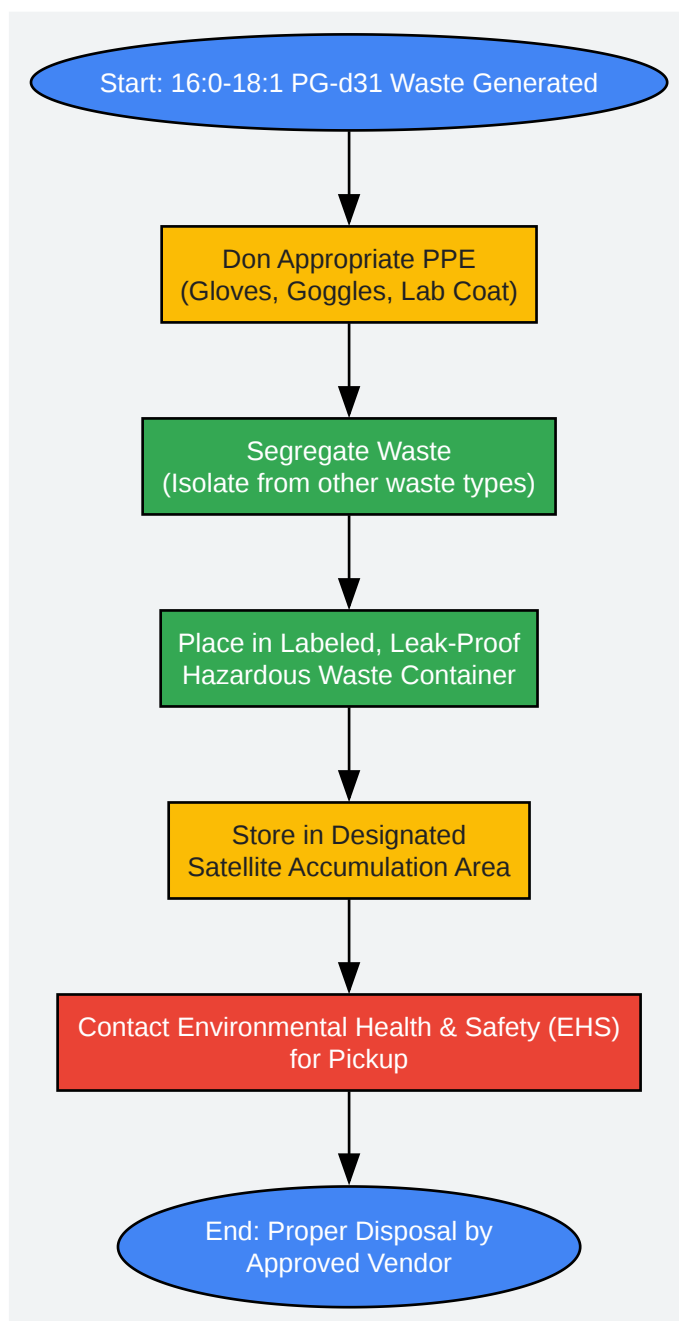 Start: 16:0-18:1 PG-d31 Waste Generated
Don Appropriate PPE
(Gloves, Goggles, Lab Coat)
Segregate Waste
(Isolate from other waste types)
Place in Labeled, Leak-Proof
Hazardous Waste Container
Store in Designated
Satellite Accumulation Area
Contact Environmental Health & Safety (EHS)
for Pickup
End: Proper Disposal by
Approved Vendor